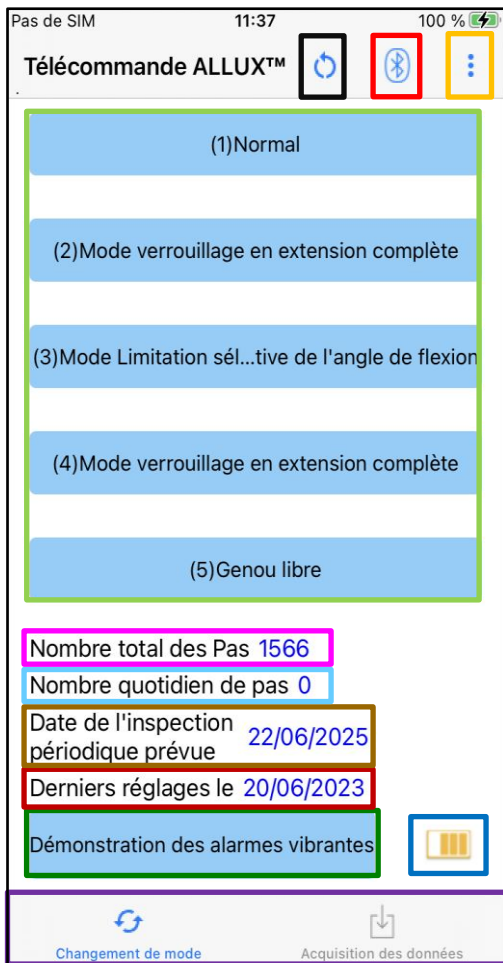 Pas de SIM 11:37 100 %
Télécommande ALLUX™
.
(1)Normal
(2)Mode verrouillage en extension complète
(3)Mode Limitation sél...tive de l'angle de flexion
(4)Mode verrouillage en extension complète
(5)Genou libre
Nombre total des Pas 1566
Nombre quotidien de pas 0
Date de l'inspection
périodique prévue 22/06/2025
Derniers réglages le 20/06/2023
Démonstration des alarmes vibrantes
Changement de mode Acquisition des données